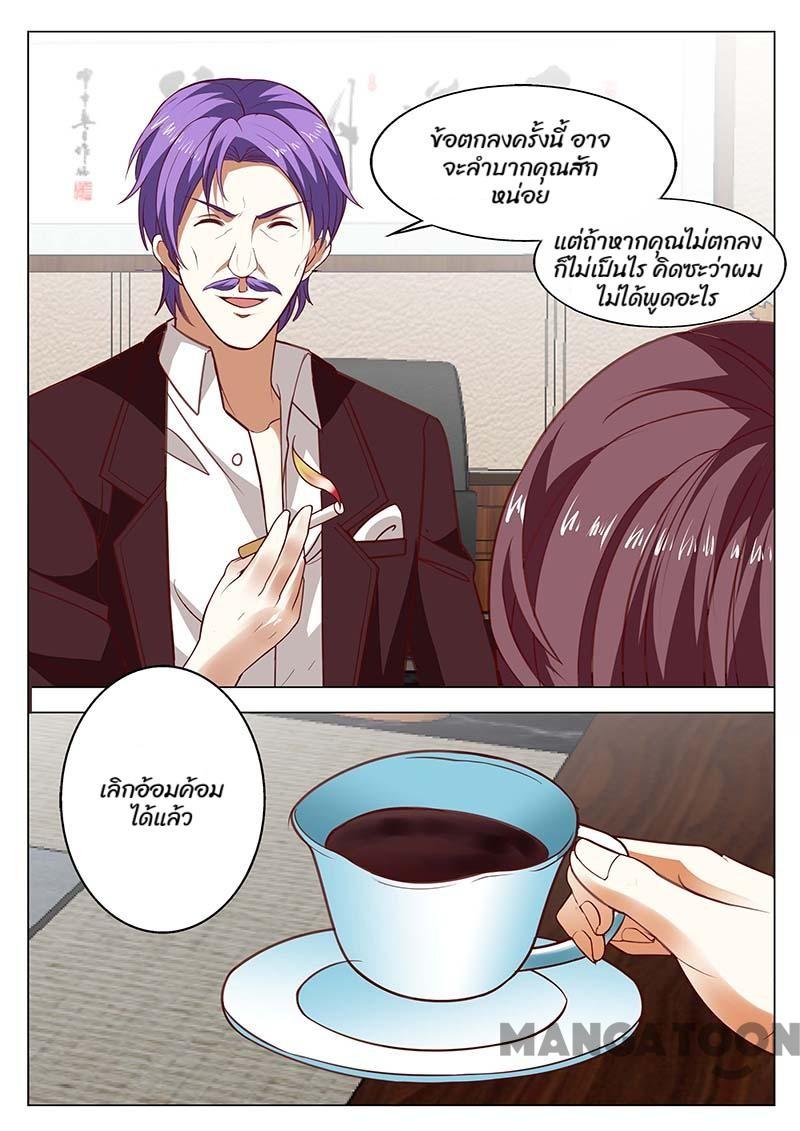 ข้อตกลงครั้งนี้ อาจ
จะลำบากคุณสัก
หน่อย
แต่ถ้าหากคุณไม่ตกลง
ก็ไม่เป็นไร คิดซะว่าผม
ไม่ได้พูดอะไร
เลิกอ้อมค้อม
ได้แล้ว
MANGATOON